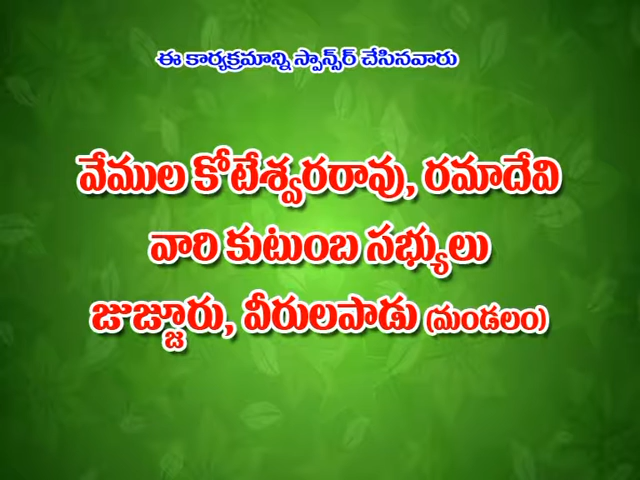 ఈ కార్యక్రమాన్ని స్పాన్సర్ చేసినవారు
వేముల కోటేశ్వరరావు, రమాదేవి
వారి కుటుంబ సభ్యులు
జుజ్జూరు, వీరులపాడు (మండలం)